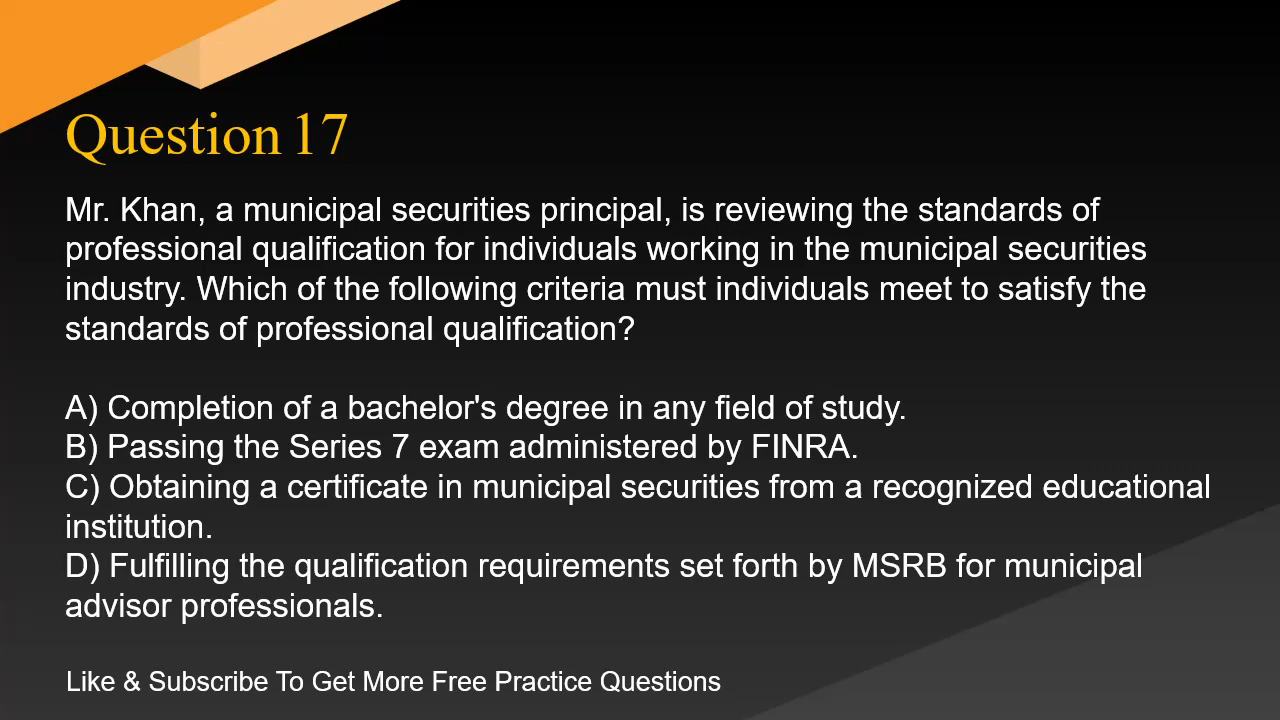 Question 17
Mr. Khan, a municipal securities principal, is reviewing the standards of
professional qualification for individuals working in the municipal securities
industry. Which of the following criteria must individuals meet to satisfy the
standards of professional qualification?
A) Completion of a bachelor's degree in any field of study.
B) Passing the Series 7 exam administered by FINRA.
C) Obtaining a certificate in municipal securities from a recognized educational
institution.
D) Fulfilling the qualification requirements set forth by MSRB for municipal
advisor professionals.
Like & Subscribe To Get More Free Practice Questions